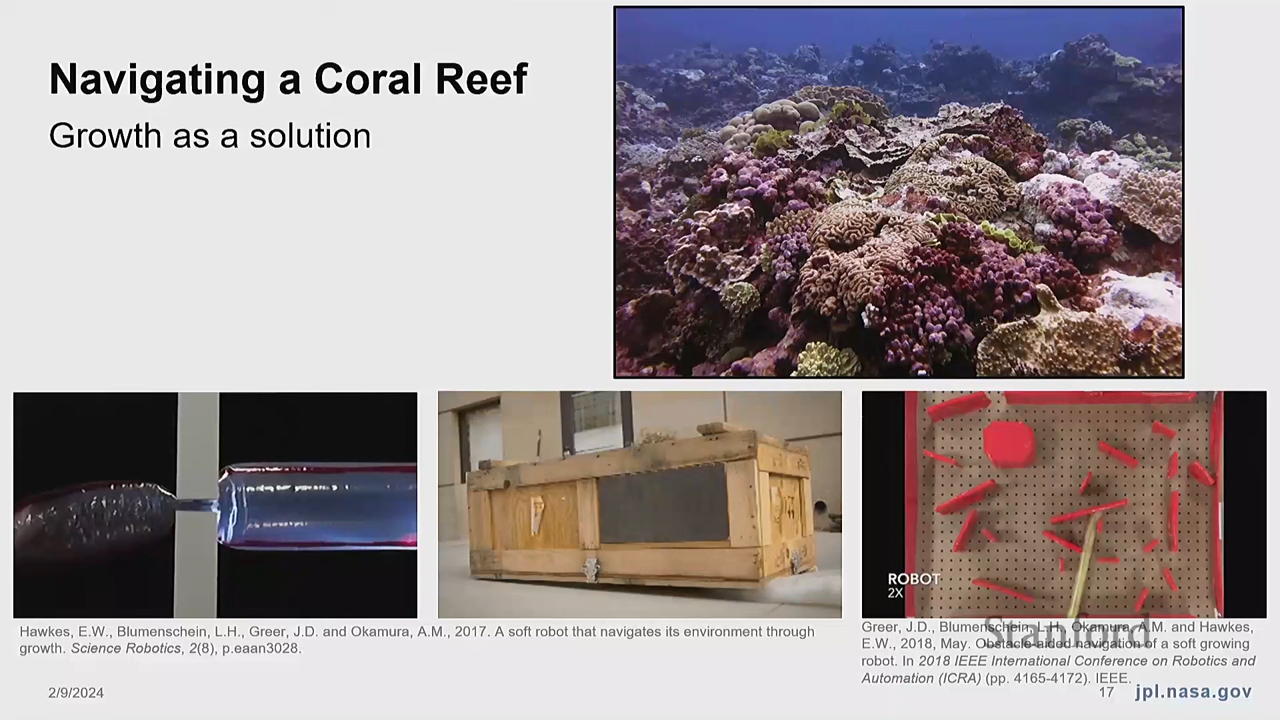 Navigating a Coral Reef
Growth as a solution
ROBOT
2X
Hawkes, E.W., Blumenschein, L.H., Greer, J.D. and Okamura, A.M., 2017. A soft robot that navigates its environment through
growth. Science Robotics, 2(8), p.eaan3028.
Greer, J.D., Blumenschein, L.H., Okamura, A.M. and Hawkes,
E.W., 2018, May. Obstacle-aided navigation of a soft growing
robot. In 2018 IEEE International Conference on Robotics and
Automation (ICRA) (pp. 4165-4172). IEEE.
Stanford
2/9/2024
17
jpl.nasa.gov